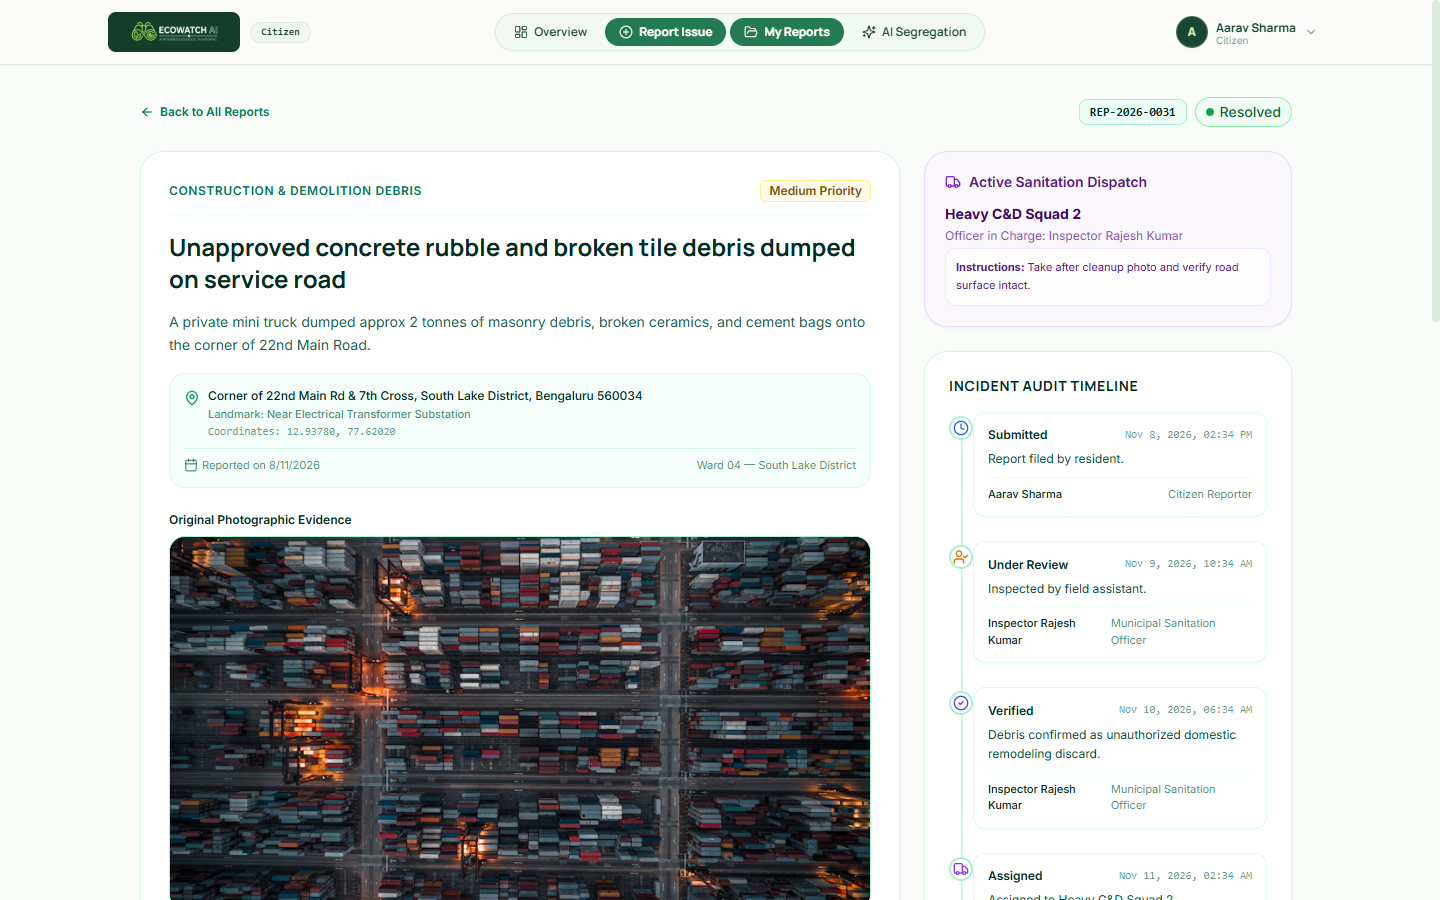 ECOWATCH AI
Citizen
Overview
Report Issue
My Reports
AI Segregation
A
Aarav Sharma
Citizen
Back to All Reports
REP-2026-0031
Resolved
CONSTRUCTION & DEMOLITION DEBRIS
Medium Priority
Unapproved concrete rubble and broken tile debris dumped
on service road
A private mini truck dumped approx 2 tonnes of masonry debris, broken ceramics, and cement bags onto
the corner of 22nd Main Road.
Corner of 22nd Main Rd & 7th Cross, South Lake District, Bengaluru 560034
Landmark: Near Electrical Transformer Substation
Coordinates: 12.93780, 77.62020
Reported on 8/11/2026
Ward 04 — South Lake District
Original Photographic Evidence
Active Sanitation Dispatch
Heavy C&D Squad 2
Officer in Charge: Inspector Rajesh Kumar
Instructions: Take after cleanup photo and verify road
surface intact.
INCIDENT AUDIT TIMELINE
Submitted
Nov 8, 2026, 02:34 PM
Report filed by resident.
Aarav Sharma
Citizen Reporter
Under Review
Nov 9, 2026, 10:34 AM
Inspected by field assistant.
Inspector Rajesh
Kumar
Municipal Sanitation
Officer
Verified
Nov 10, 2026, 06:34 AM
Debris confirmed as unauthorized domestic
remodeling discard.
Inspector Rajesh
Kumar
Municipal Sanitation
Officer
Assigned
Nov 11, 2026, 02:34 AM
Assigned to Heavy C&D Squad 2